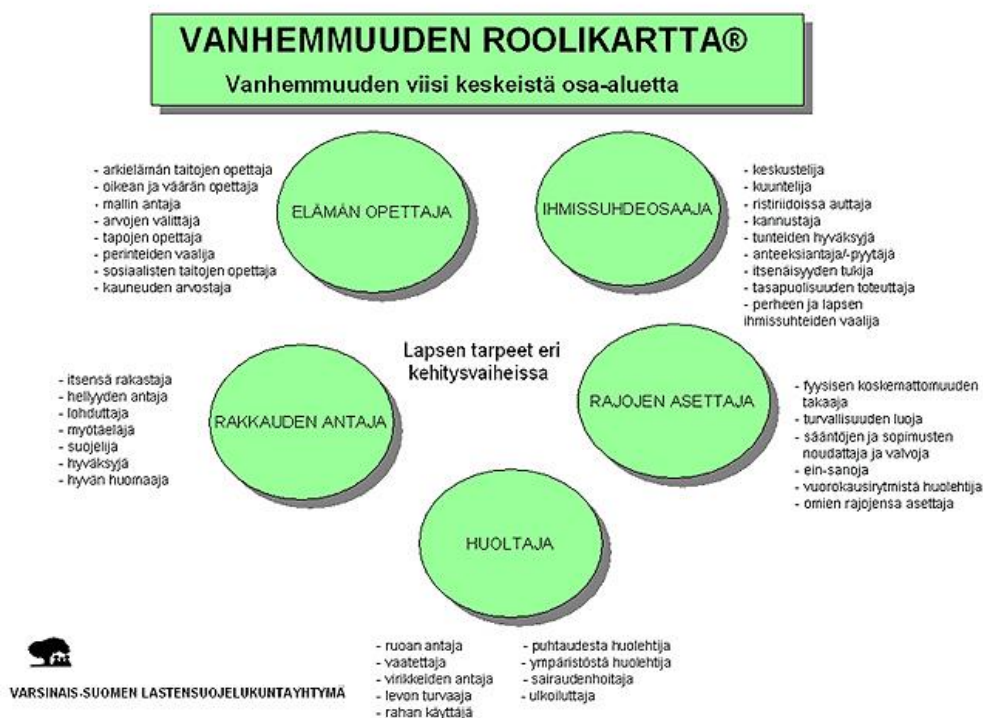 VANHEMMUUDEN ROOLIKARTTA®
Vanhemmuuden viisi keskeistä osa-aluetta
- arkielämän taitojen opettaja
- oikean ja väärän opettaja
- mallin antaja
- arvojen välittäjä
- tapojen opettaja
- perinteiden vaalija
- sosiaalisten taitojen opettaja
- kauneuden arvostaja
ELÄMÄN OPETTAJA
IHMISSUHDEOSAAJA
- keskustelija
- kuuntelija
- ristiriidoissa auttaja
- kannustaja
- tunteiden hyväksyjä
- anteeksiantaja/-pyytäjä
- itsenäisyyden tukija
- tasapuolisuuden toteuttaja
- perheen ja lapsen
ihmissuhteiden vaalija
Lapsen tarpeet eri
kehitysvaiheissa
- itsensä rakastaja
- hellyyden antaja
- lohduttaja
- myötäeläjä
- suojelija
- hyväksyjä
- hyvän huomaaja
RAKKAUDEN ANTAJA
RAJOJEN ASETTAJA
- fyysisen koskemattomuuden
takaaja
- turvallisuuden luoja
- sääntöjen ja sopimusten
noudattaja ja valvoja
- ein-sanoja
- vuorokausirytmistä huolehtija
- omien rajojensa asettaja
HUOLTAJA
- ruoan antaja
- vaatettaja
- virikkeiden antaja
- levon turvaaja
- rahan käyttäjä
- puhtaudesta huolehtija
- ympäristöstä huolehtija
- sairaudenhoitaja
- ulkoiluttaja
VARSINAIS-SUOMEN LASTENSUOJELUKUNTAYHTYMÄ